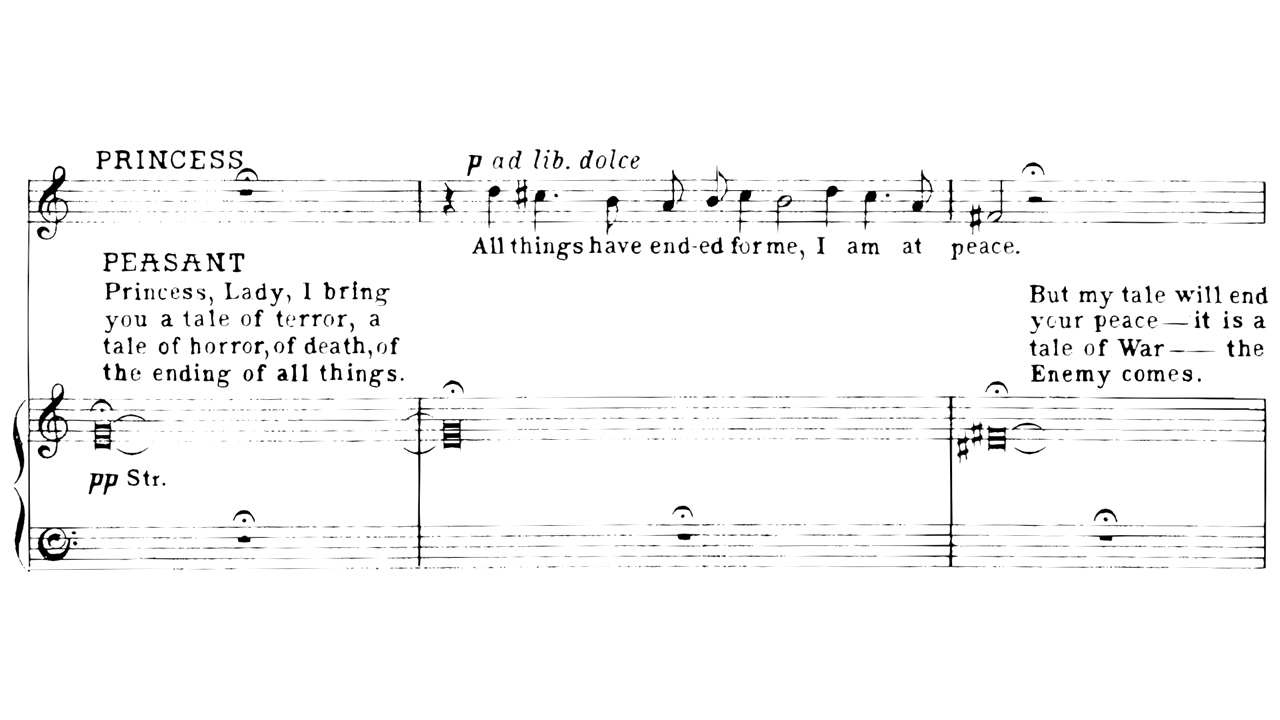 PRINCESS
p ad lib. dolce
All things have end-ed for me, I am at peace.
PEASANT
Princess, Lady, I bring
you a tale of terror, a
tale of horror, of death, of
the ending of all things.
But my tale will end
your peace — it is a
tale of War — the
Enemy comes.
pp Str.